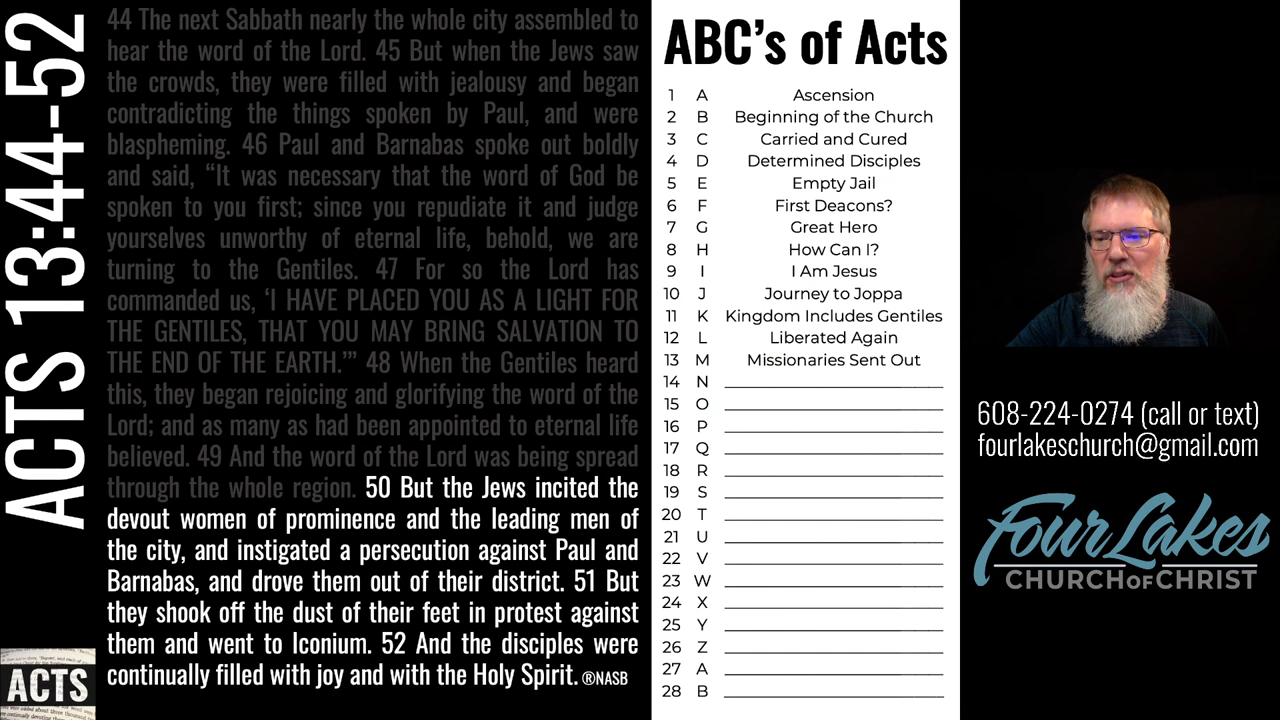 ACTS 13:44-52
44 The next Sabbath nearly the whole city assembled to
hear the word of the Lord. 45 But when the Jews saw
the crowds, they were filled with jealousy and began
contradicting the things spoken by Paul, and were
blaspheming. 46 Paul and Barnabas spoke out boldly
and said, “It was necessary that the word of God be
spoken to you first; since you repudiate it and judge
yourselves unworthy of eternal life, behold, we are
turning to the Gentiles. 47 For so the Lord has
commanded us, ‘I HAVE PLACED YOU AS A LIGHT FOR
THE GENTILES, THAT YOU MAY BRING SALVATION TO
THE END OF THE EARTH.’” 48 When the Gentiles heard
this, they began rejoicing and glorifying the word of the
Lord; and as many as had been appointed to eternal life
believed. 49 And the word of the Lord was being spread
through the whole region. 50 But the Jews incited the
devout women of prominence and the leading men of
the city, and instigated a persecution against Paul and
Barnabas, and drove them out of their district. 51 But
they shook off the dust of their feet in protest against
them and went to Iconium. 52 And the disciples were
continually filled with joy and with the Holy Spirit. ®NASB
ACTS
ABC’s of Acts
1 A Ascension
2 B Beginning of the Church
3 C Carried and Cured
4 D Determined Disciples
5 E Empty Jail
6 F First Deacons?
7 G Great Hero
8 H How Can I?
9 I I Am Jesus
10 J Journey to Joppa
11 K Kingdom Includes Gentiles
12 L Liberated Again
13 M Missionaries Sent Out
14 N
15 O
16 P
17 Q
18 R
19 S
20 T
21 U
22 V
23 W
24 X
25 Y
26 Z
27 A
28 B
608-224-0274 (call or text)
fourlakeschurch@gmail.com
Four Lakes
CHURCH OF CHRIST